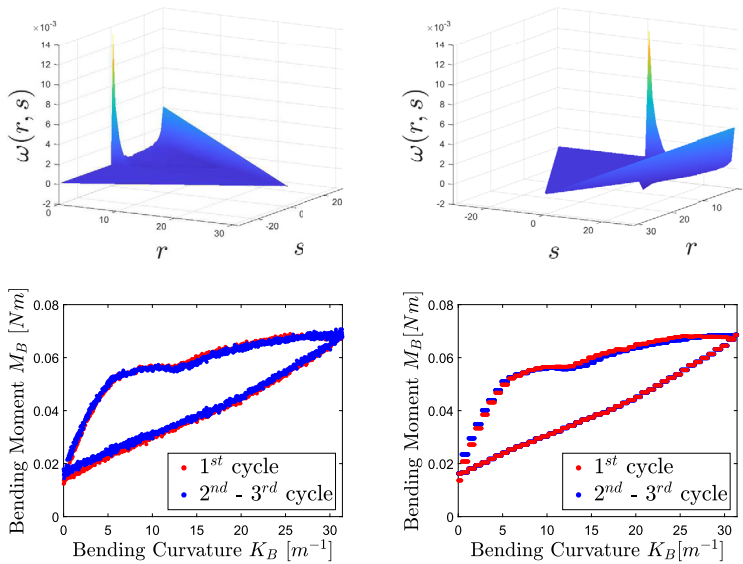 ×10⁻³
14
12
10
8
6
4
2
0
-2
ω(r, s)
0
10
20
30
r
-20
0
20
s
×10⁻³
14
12
10
8
6
4
2
0
-2
ω(r, s)
-20
0
20
s
30
20
10
r
0.08
0.06
0.04
0.02
0
Bending Moment M_B [Nm]
1st cycle
2nd - 3rd cycle
0 5 10 15 20 25 30
Bending Curvature K_B [m⁻¹]
0.08
0.06
0.04
0.02
0
Bending Moment M_B[Nm]
1st cycle
2nd - 3rd cycle
0 5 10 15 20 25 30
Bending Curvature K_B[m⁻¹]